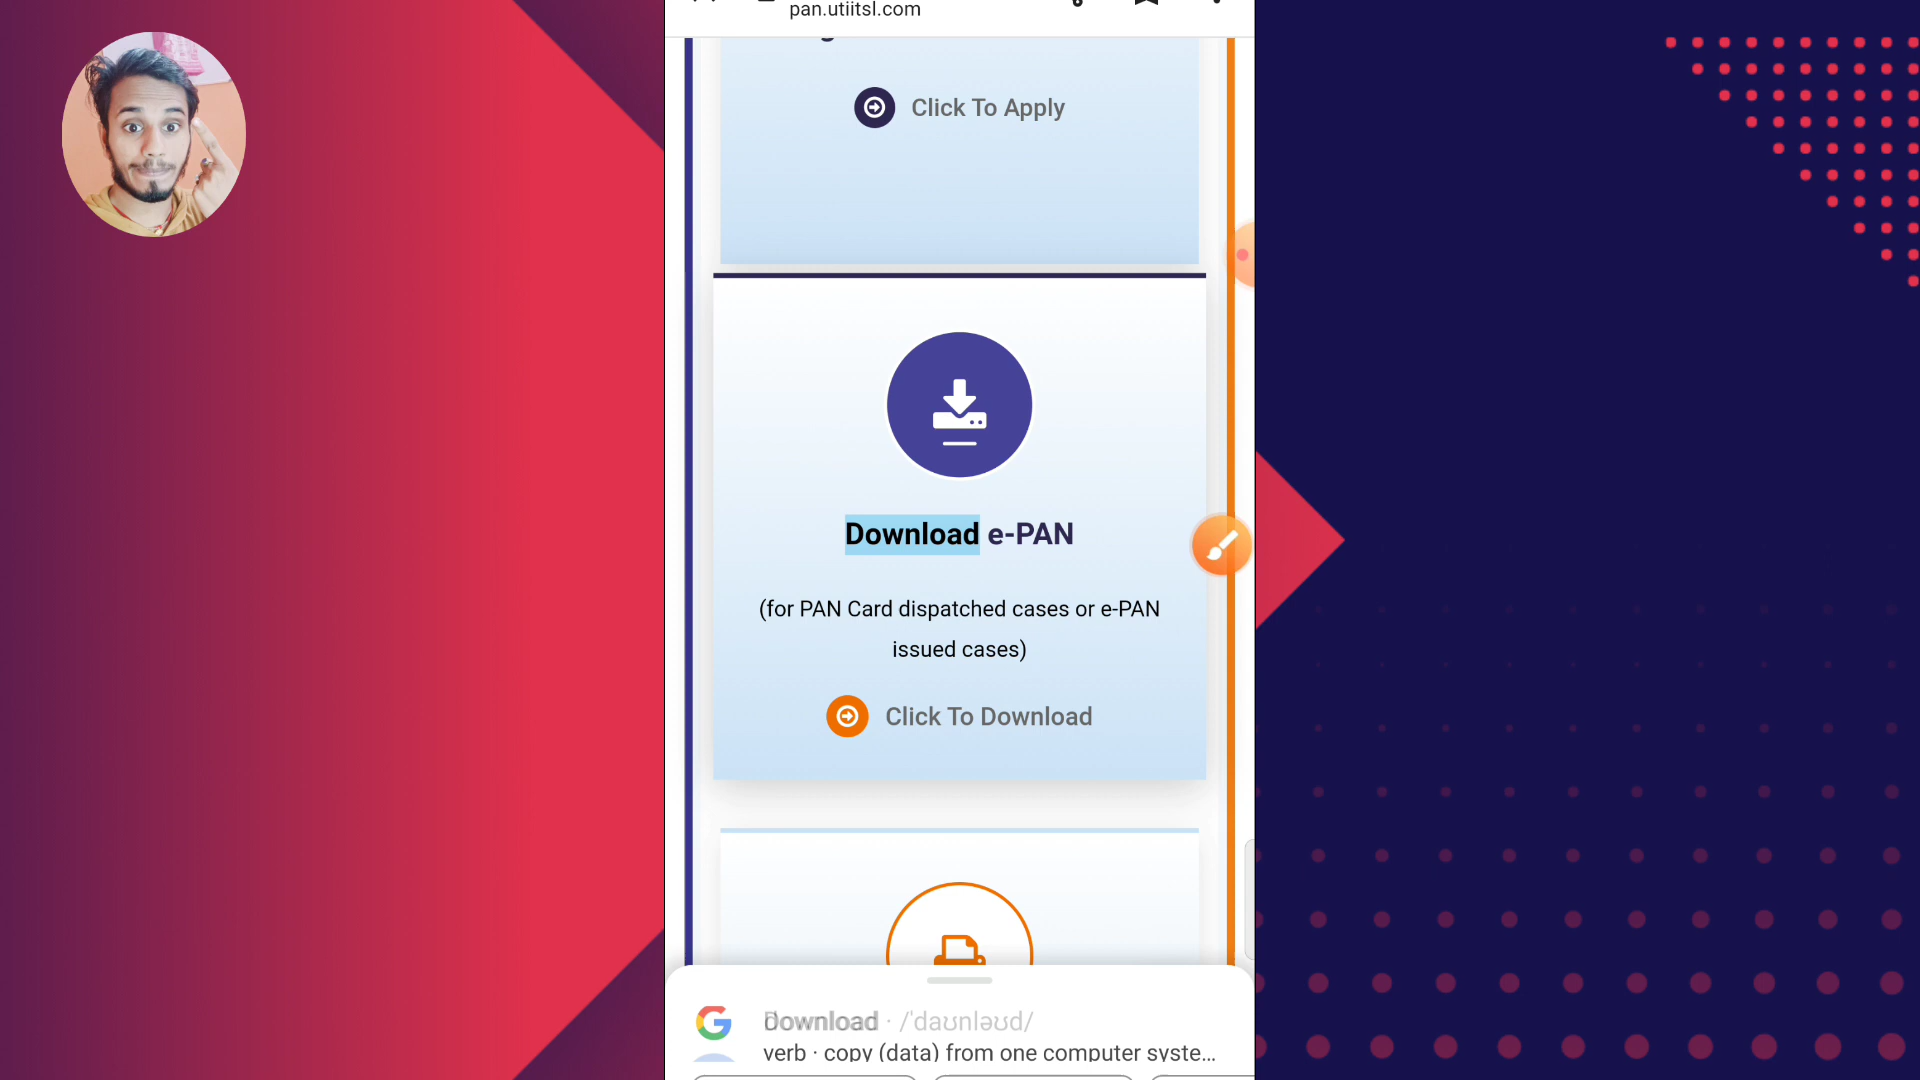 pan.utiitsl.com
Click To Apply
Download e-PAN
(for PAN Card dispatched cases or e-PAN
issued cases)
Click To Download
download · /ˈdaʊnləʊd/
verb · copy (data) from one computer syste...